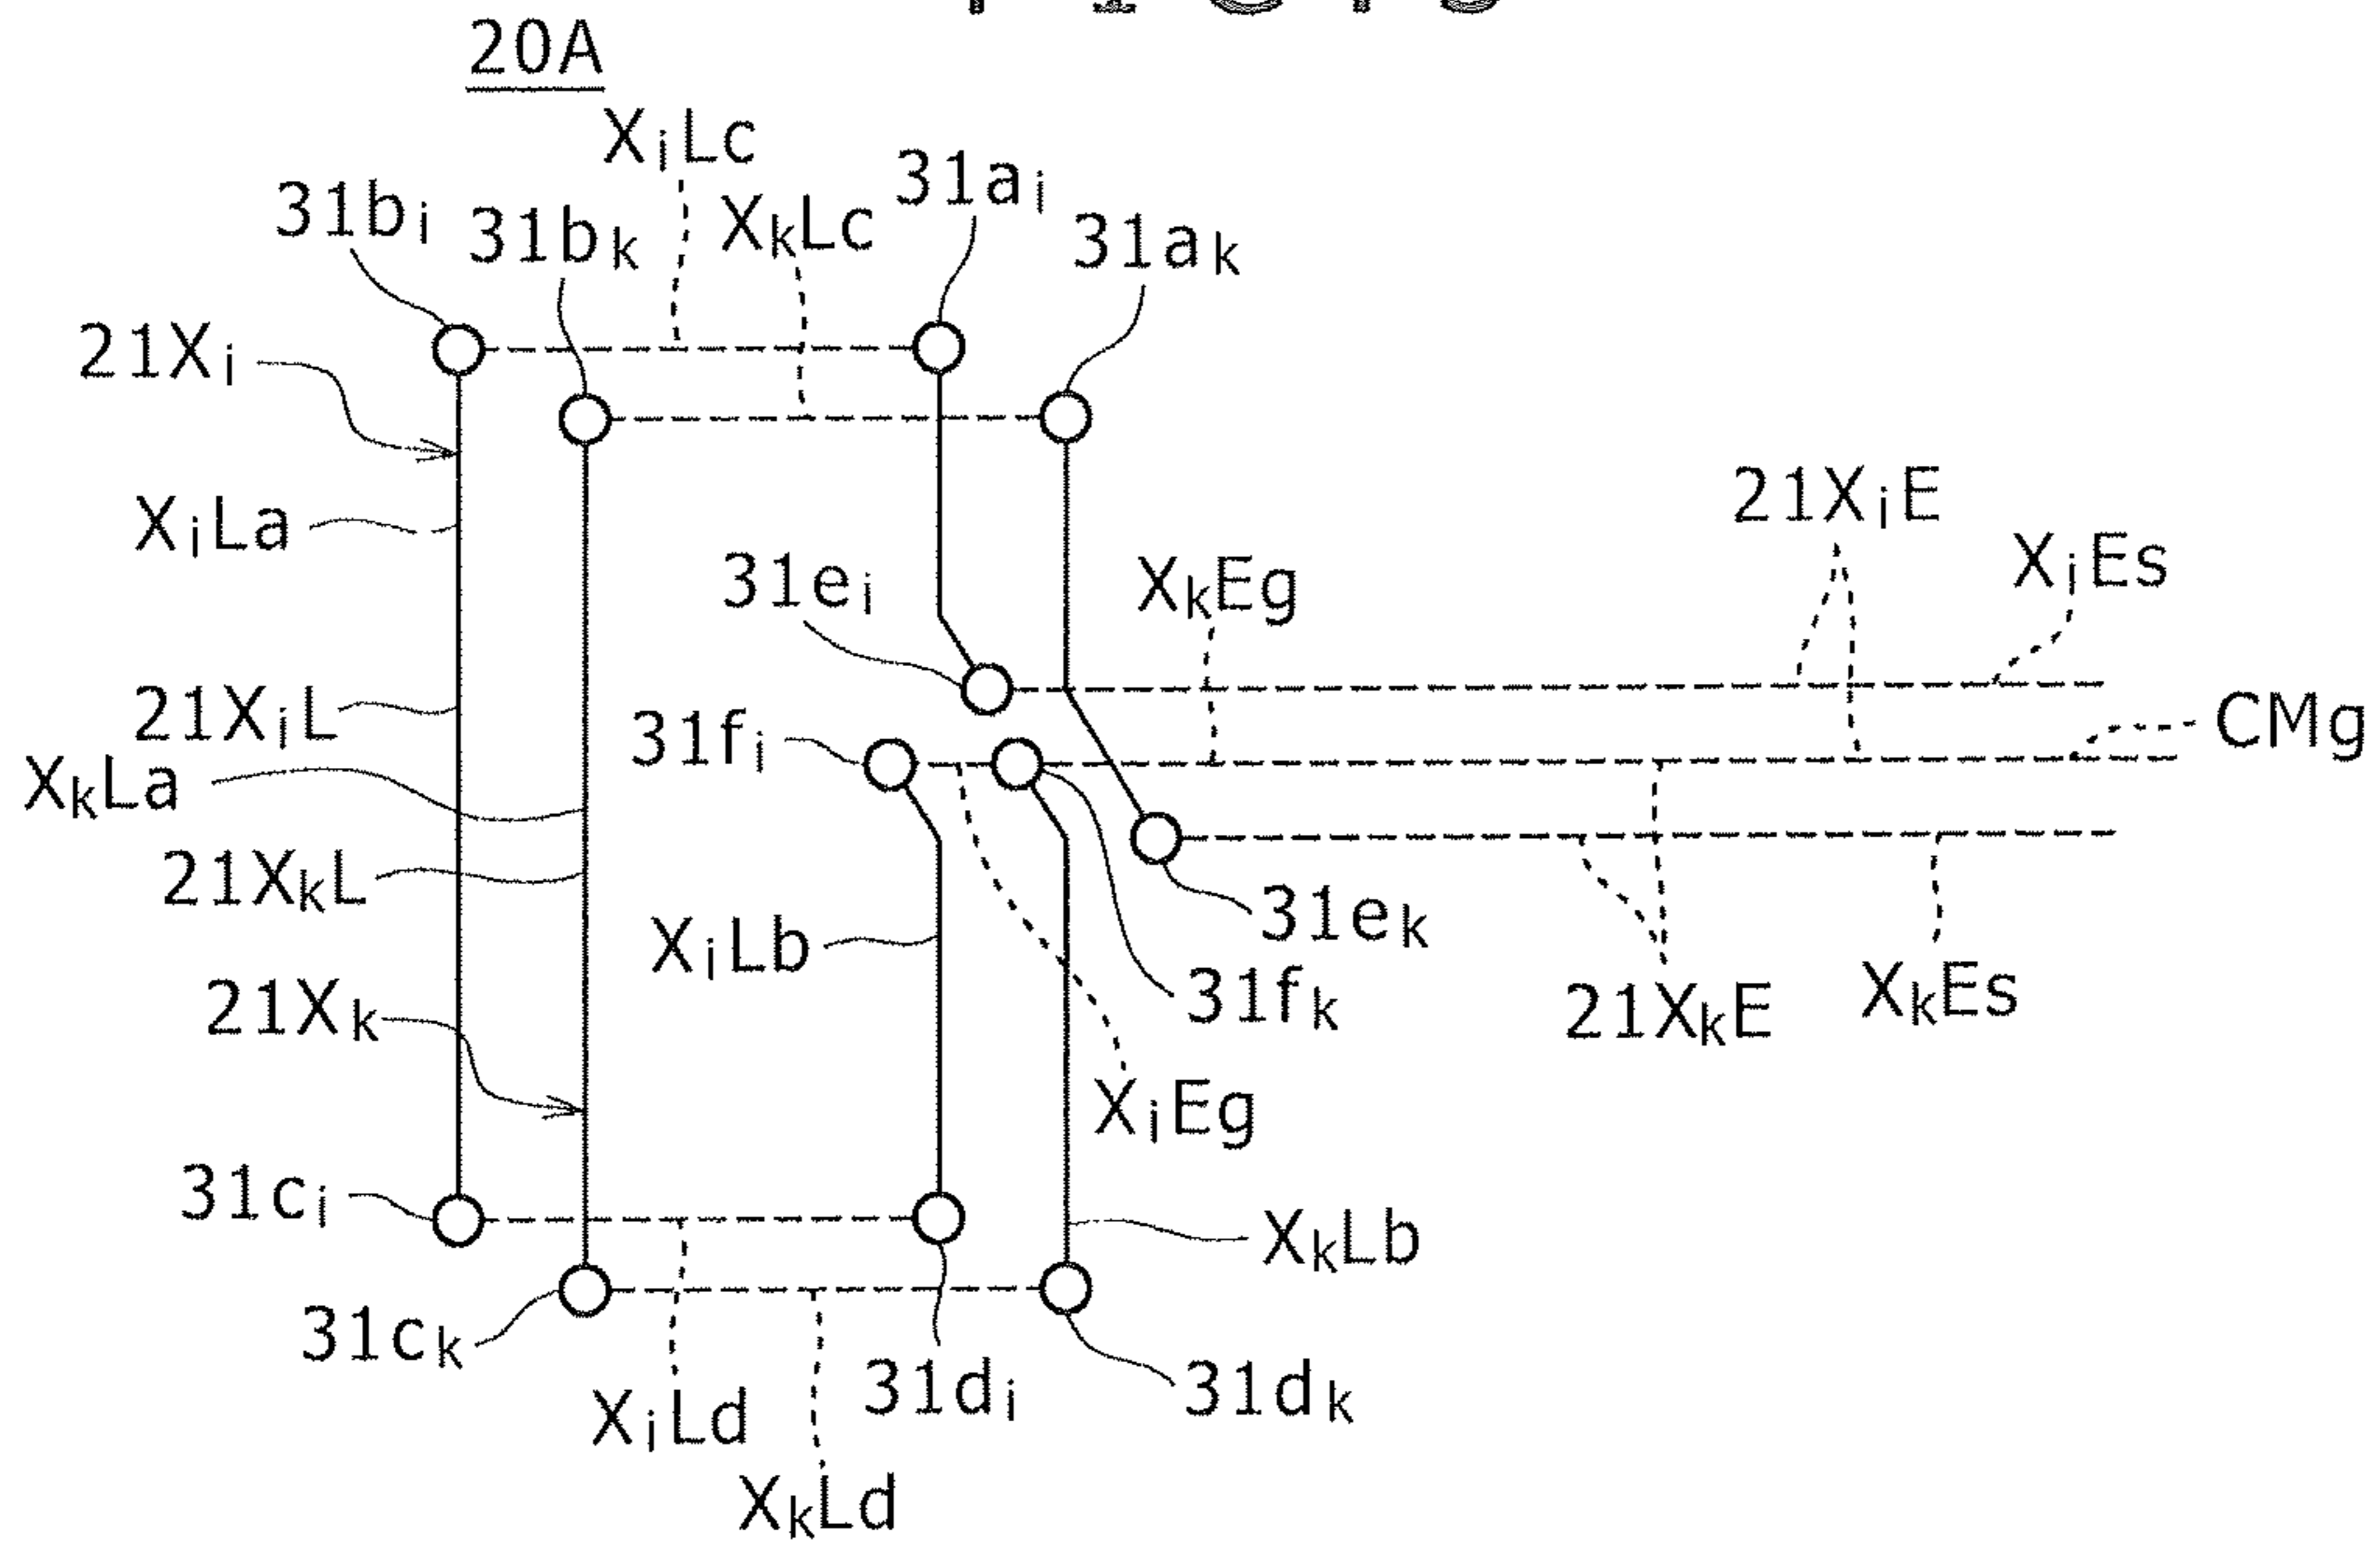 20A
XiLc
31ai
31bi
XkLc
31bk
31ak
21Xi
21XiE
XiLa
XiEs
31ei
XkEg
21XiL
31fi
CMg
XkLa
21XkL
31ek
XiLb
31fk
21Xk
21XkE
XkEs
XiEg
31ci
XkLb
31ck
31di
31dk
XiLd
XkLd